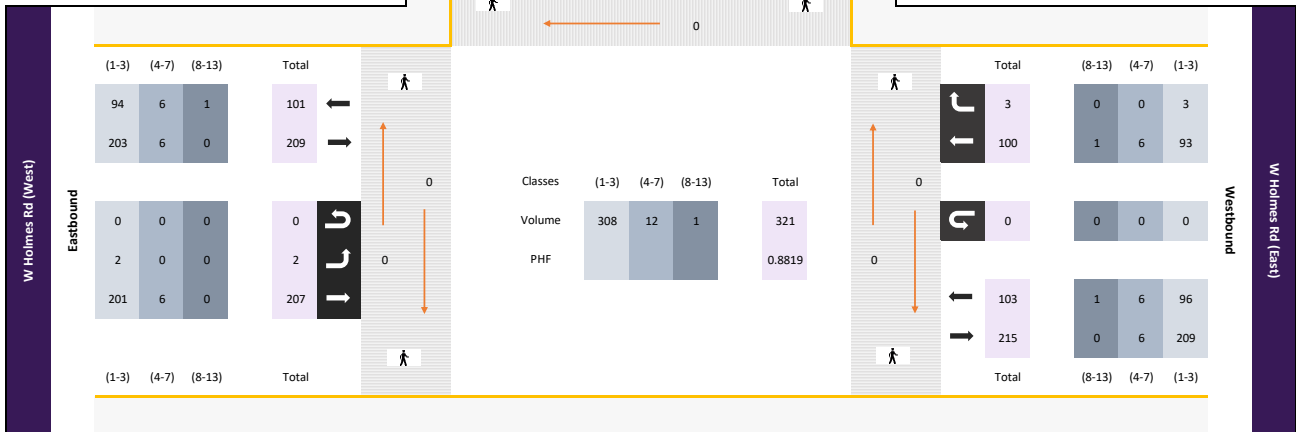 0
(1-3) (4-7) (8-13) Total
94 6 1 101
203 6 0 209
0 0 0 0
2 0 0 2
201 6 0 207
(1-3) (4-7) (8-13) Total
W Holmes Rd (West)
Eastbound
0
0
Classes (1-3) (4-7) (8-13) Total
Volume 308 12 1 321
PHF 0.8819
0
0
Total (8-13) (4-7) (1-3)
3 0 0 3
100 1 6 93
0 0 0 0
103 1 6 96
215 0 6 209
Total (8-13) (4-7) (1-3)
Westbound
W Holmes Rd (East)